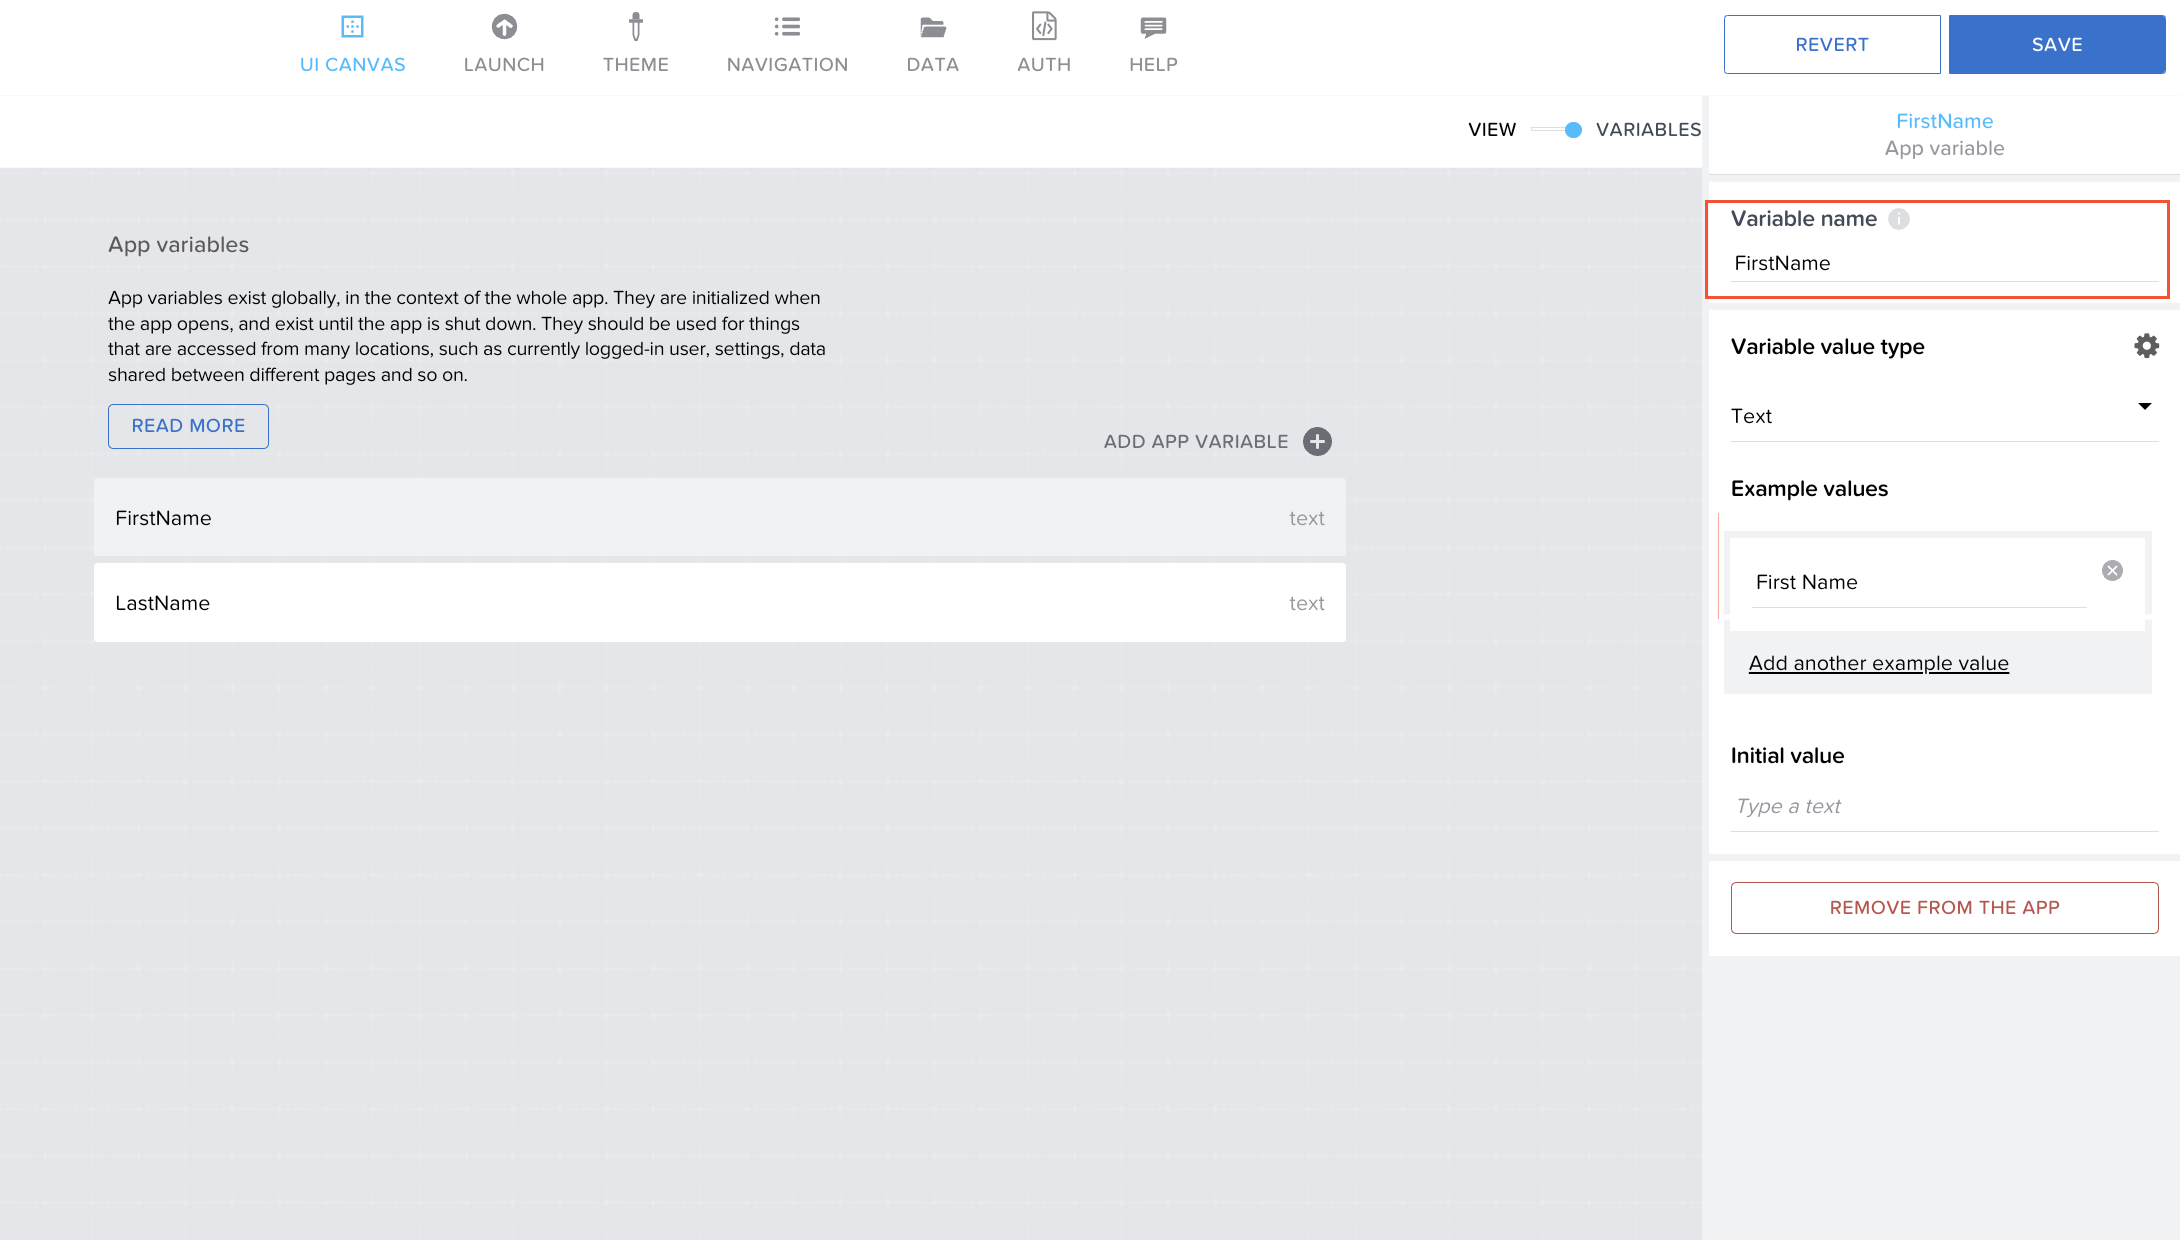 UI CANVAS
LAUNCH
THEME
NAVIGATION
DATA
AUTH
HELP
REVERT
SAVE
VIEW
VARIABLES
FirstName
App variable
Variable name
FirstName
App variables
App variables exist globally, in the context of the whole app. They are initialized when
the app opens, and exist until the app is shut down. They should be used for things
that are accessed from many locations, such as currently logged-in user, settings, data
shared between different pages and so on.
READ MORE
ADD APP VARIABLE
FirstName text
LastName text
Variable value type
Text
Example values
First Name
Add another example value
Initial value
Type a text
REMOVE FROM THE APP